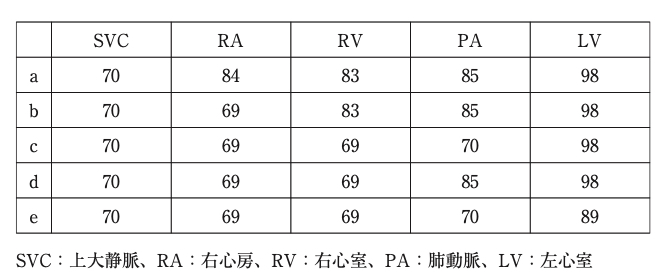 SVC RA RV PA LV
a 70 84 83 85 98
b 70 69 83 85 98
c 70 69 69 70 98
d 70 69 69 85 98
e 70 69 69 70 89
SVC：上大静脈、RA：右心房、RV：右心室、PA：肺動脈、LV：左心室